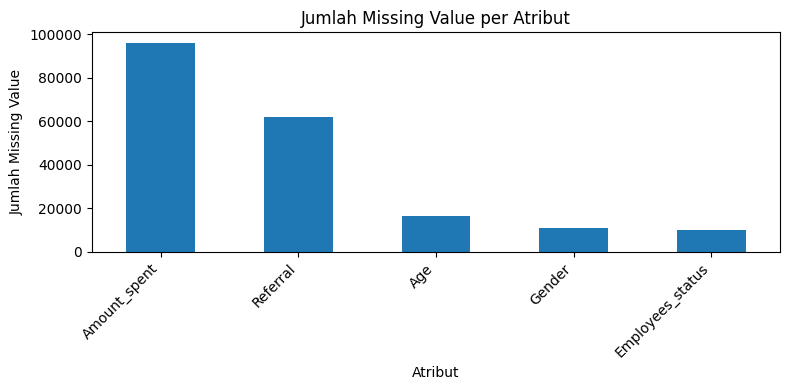 Jumlah Missing Value per Atribut
Jumlah Missing Value
100000
80000
60000
40000
20000
0
Amount_spent
Referral
Age
Gender
Employees_status
Atribut